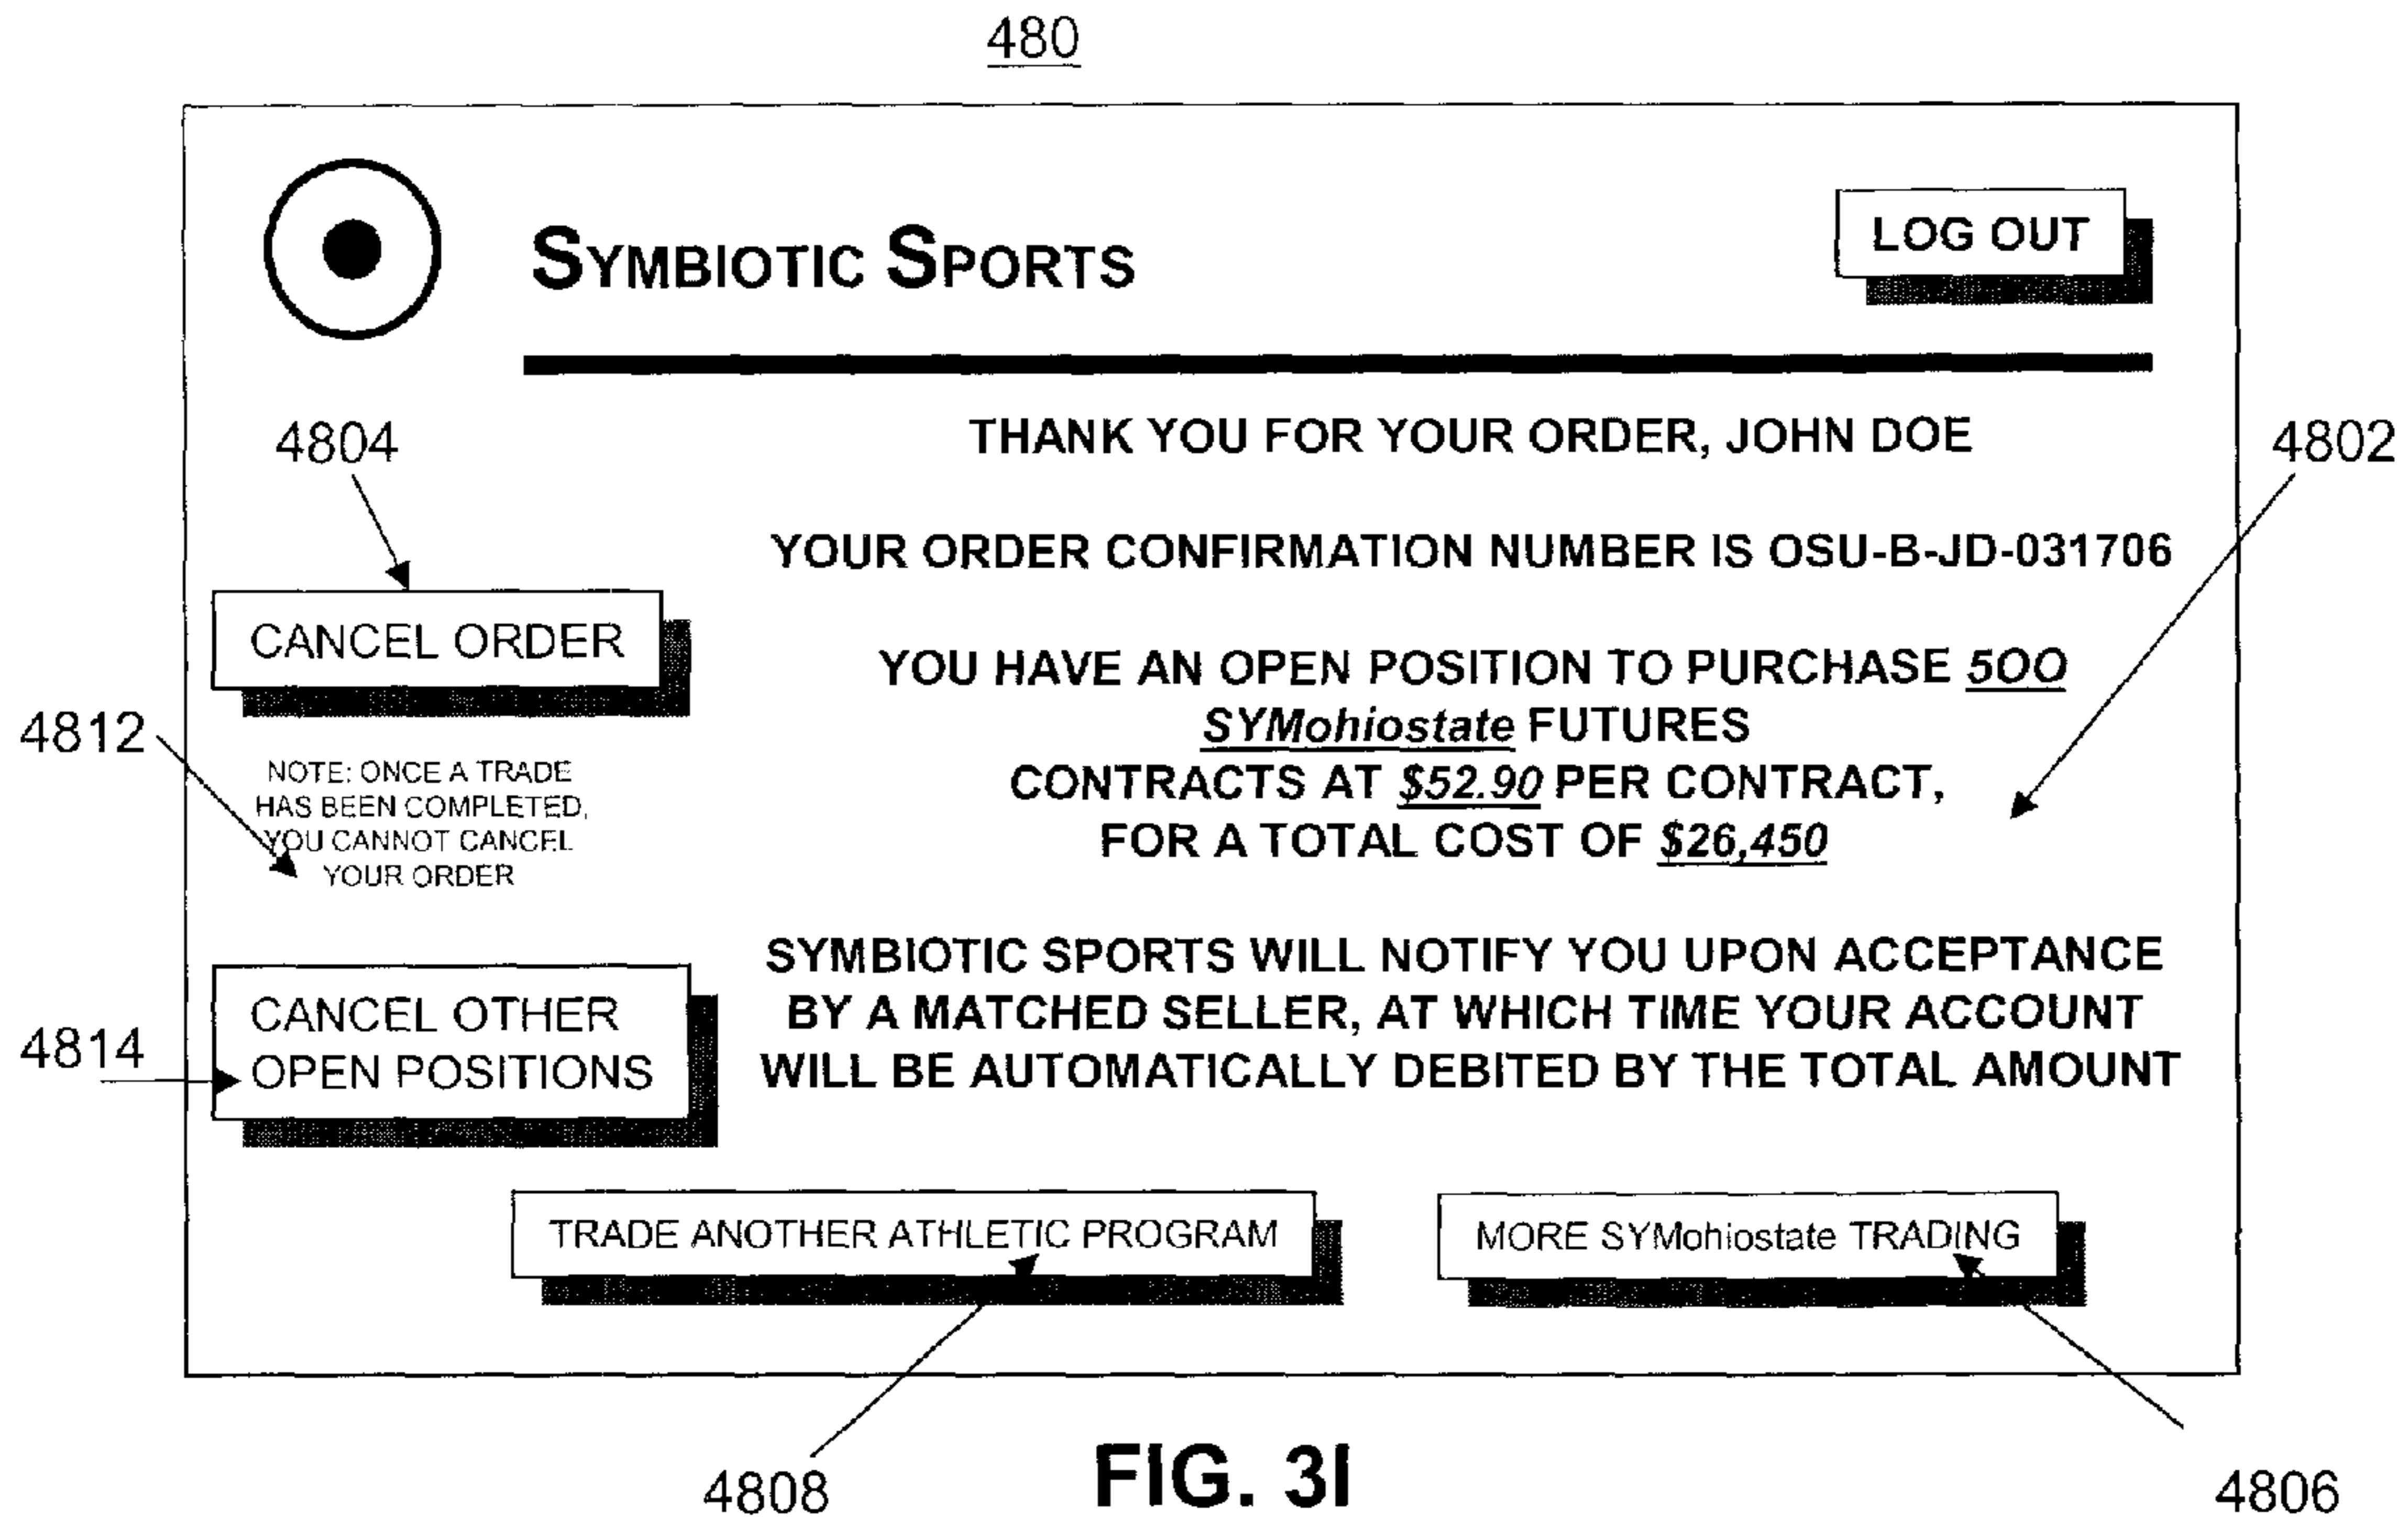 480
SYMBIOTIC SPORTS
LOG OUT
THANK YOU FOR YOUR ORDER, JOHN DOE
4804
4802
YOUR ORDER CONFIRMATION NUMBER IS OSU-B-JD-031706
CANCEL ORDER
YOU HAVE AN OPEN POSITION TO PURCHASE 500
SYMohiostate FUTURES
CONTRACTS AT $52.90 PER CONTRACT,
FOR A TOTAL COST OF $26,450
4812
NOTE: ONCE A TRADE
HAS BEEN COMPLETED,
YOU CANNOT CANCEL
YOUR ORDER
SYMBIOTIC SPORTS WILL NOTIFY YOU UPON ACCEPTANCE
BY A MATCHED SELLER, AT WHICH TIME YOUR ACCOUNT
WILL BE AUTOMATICALLY DEBITED BY THE TOTAL AMOUNT
CANCEL OTHER
OPEN POSITIONS
4814
TRADE ANOTHER ATHLETIC PROGRAM
MORE SYMohiostate TRADING
4808
FIG. 3I
4806